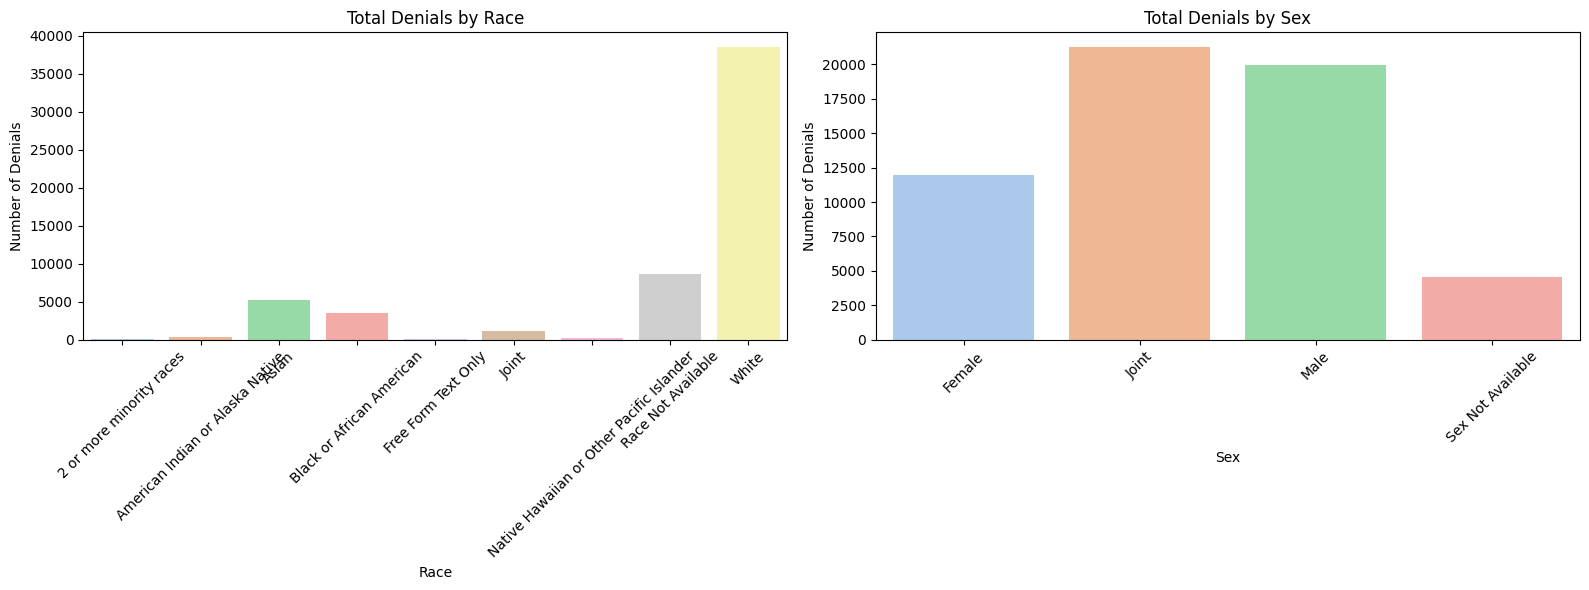 Total Denials by Race
Number of Denials
40000
35000
30000
25000
20000
15000
10000
5000
0
2 or more minority races
American Indian or Alaska Native
Asian
Black or African American
Free Form Text Only
Joint
Native Hawaiian or Other Pacific Islander
Race Not Available
White
Race
Total Denials by Sex
Number of Denials
20000
17500
15000
12500
10000
7500
5000
2500
0
Female
Joint
Male
Sex Not Available
Sex